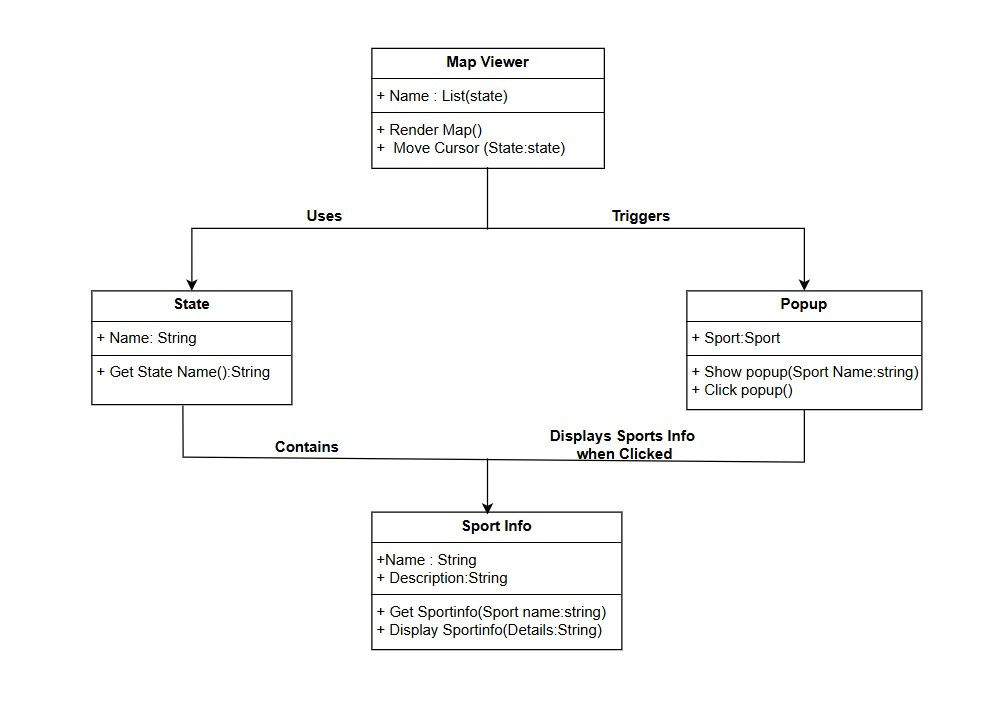 Map Viewer
+ Name : List(state)
+ Render Map()
+  Move Cursor (State:state)
Uses
Triggers
State
+ Name: String
+ Get State Name():String
Popup
+ Sport:Sport
+ Show popup(Sport Name:string)
+ Click popup()
Contains
Displays Sports Info
when Clicked
Sport Info
+Name : String
+ Description:String
+ Get Sportinfo(Sport name:string)
+ Display Sportinfo(Details:String)